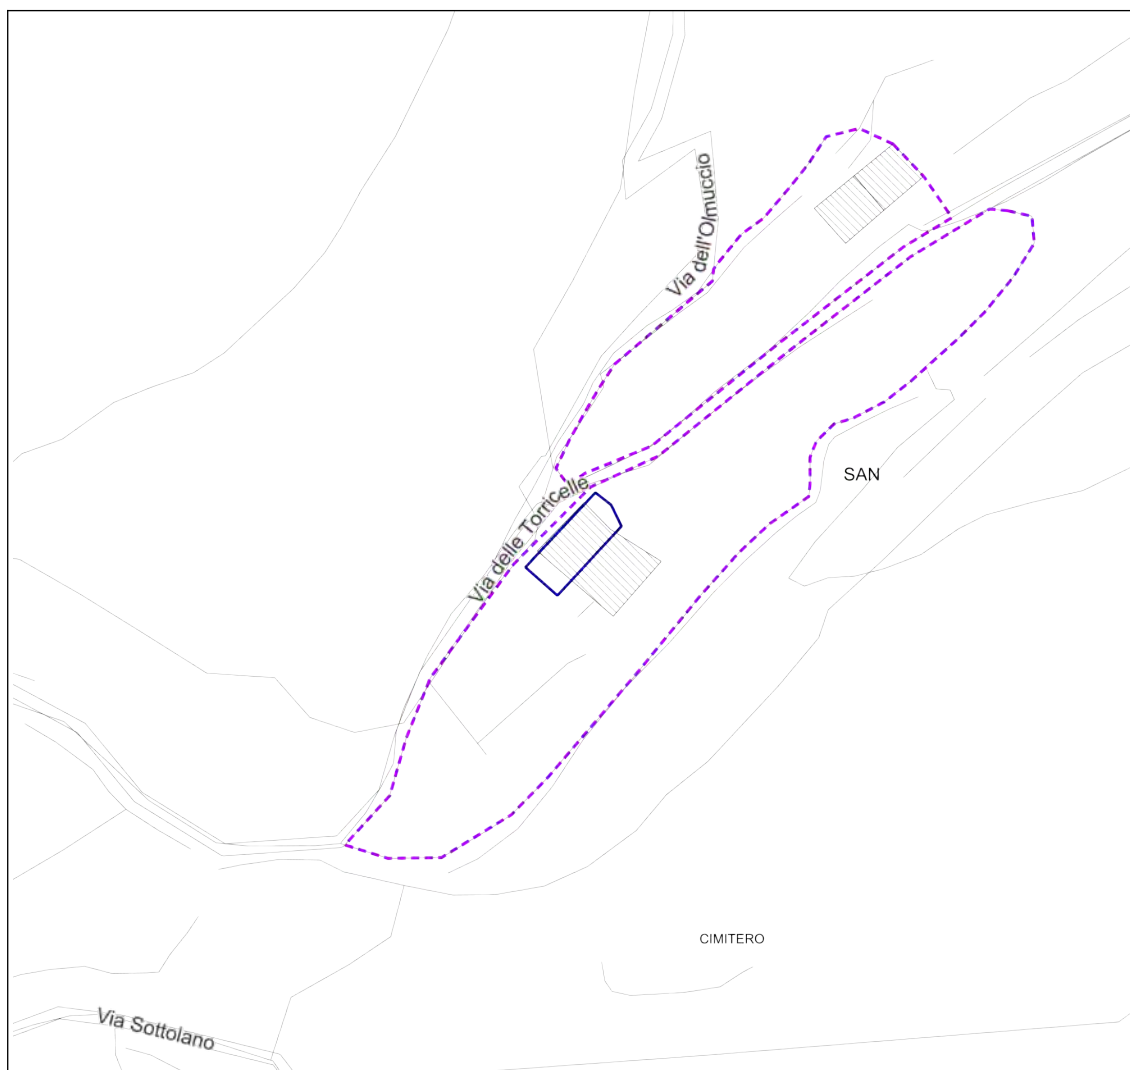 Via dell'Olmuccio
SAN
Via delle Torricelle
CIMITERO
Via Sottolano